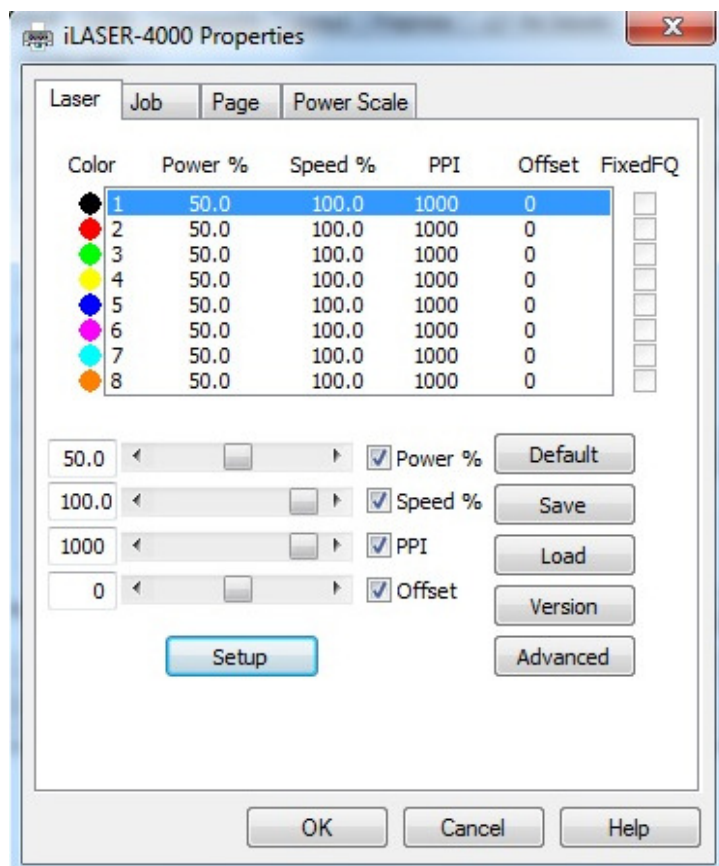 iLASER-4000 Properties
Laser Job Page Power Scale
Color Power % Speed % PPI Offset FixedFQ
1 50.0 100.0 1000 0
2 50.0 100.0 1000 0
3 50.0 100.0 1000 0
4 50.0 100.0 1000 0
5 50.0 100.0 1000 0
6 50.0 100.0 1000 0
7 50.0 100.0 1000 0
8 50.0 100.0 1000 0
50.0 Power % Default
100.0 Speed % Save
1000 PPI Load
0 Offset Version
Setup Advanced
OK Cancel Help